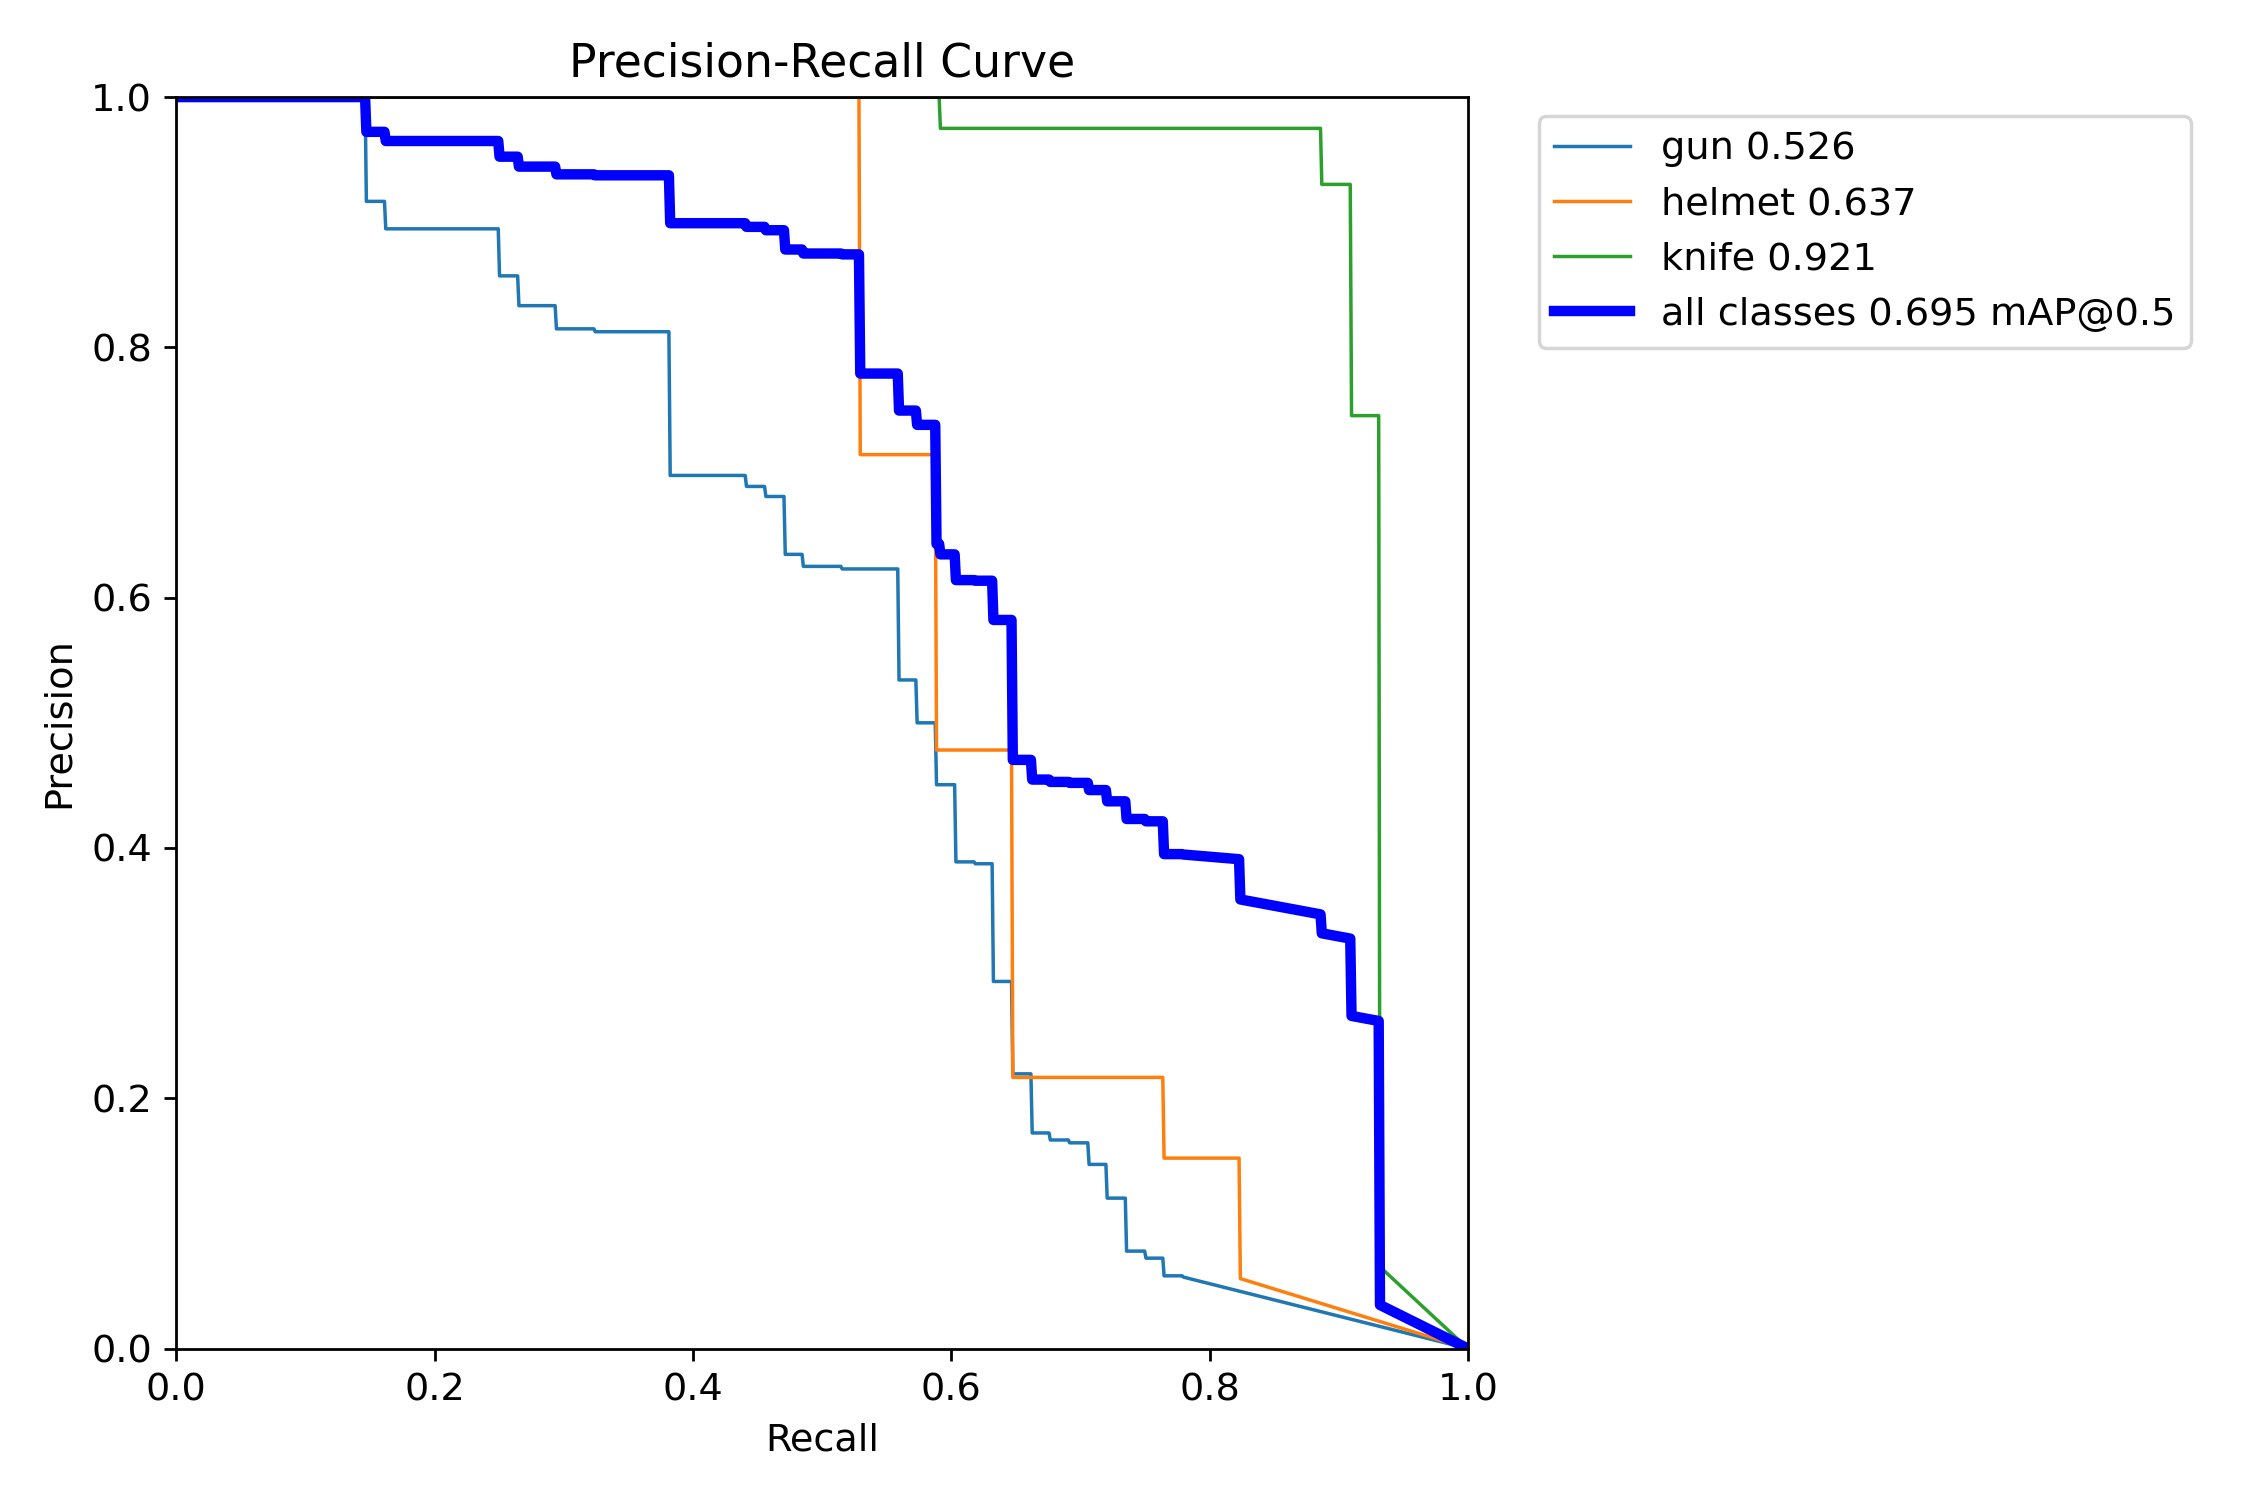 Precision-Recall Curve
1.0
0.8
0.6
0.4
0.2
0.0
Precision
0.0 0.2 0.4 0.6 0.8 1.0
Recall
gun 0.526
helmet 0.637
knife 0.921
all classes 0.695 mAP@0.5